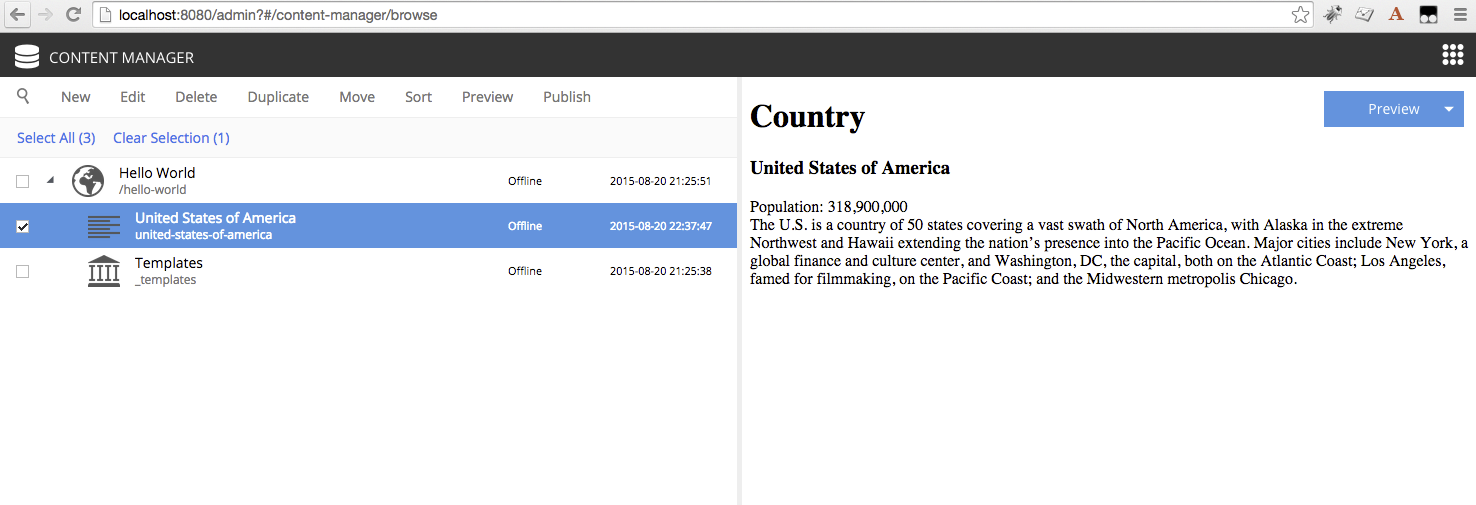 localhost:8080/admin?#/content-manager/browse
CONTENT MANAGER
New Edit Delete Duplicate Move Sort Preview Publish
Select All (3) Clear Selection (1)
Hello World
/hello-world Offline 2015-08-20 21:25:51
United States of America
united-states-of-america Offline 2015-08-20 22:37:47
Templates
_templates Offline 2015-08-20 21:25:38
Preview
Country
United States of America
Population: 318,900,000
The U.S. is a country of 50 states covering a vast swath of North America, with Alaska in the extreme
Northwest and Hawaii extending the nation’s presence into the Pacific Ocean. Major cities include New York, a
global finance and culture center, and Washington, DC, the capital, both on the Atlantic Coast; Los Angeles,
famed for filmmaking, on the Pacific Coast; and the Midwestern metropolis Chicago.